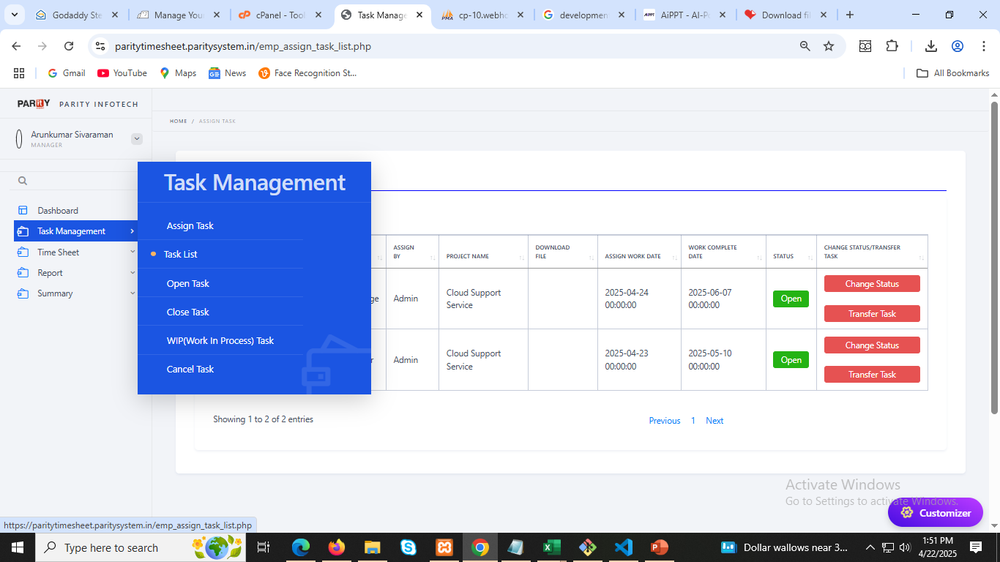 Godaddy Ste
Manage Your
cPanel - Tool
Task Manage
cp-10.webho
development
AiPPT - AI-Po
Download fil
paritytimesheet.paritysystem.in/emp_assign_task_list.php
Gmail
YouTube
Maps
News
Face Recognition St...
All Bookmarks
PARitY PARITY INFOTECH
HOME / ASSIGN TASK
Arunkumar Sivaraman
MANAGER
Dashboard
Task Management
Time Sheet
Report
Summary
Task Management
Assign Task
Task List
Open Task
Close Task
WIP(Work In Process) Task
Cancel Task
ASSIGN
BY
PROJECT NAME
DOWNLOAD
FILE
ASSIGN WORK DATE
WORK COMPLETE
DATE
STATUS
CHANGE STATUS/TRANSFER
TASK
ge
Admin
Cloud Support
Service
2025-04-24
00:00:00
2025-06-07
00:00:00
Open
Change Status
Transfer Task
r
Admin
Cloud Support
Service
2025-04-23
00:00:00
2025-05-10
00:00:00
Open
Change Status
Transfer Task
Showing 1 to 2 of 2 entries
Previous 1 Next
Activate Windows
Go to Settings to activate Windows.
Customizer
https://paritytimesheet.paritysystem.in/emp_assign_task_list.php
Type here to search
Dollar wallows near 3...
1:51 PM
4/22/2025